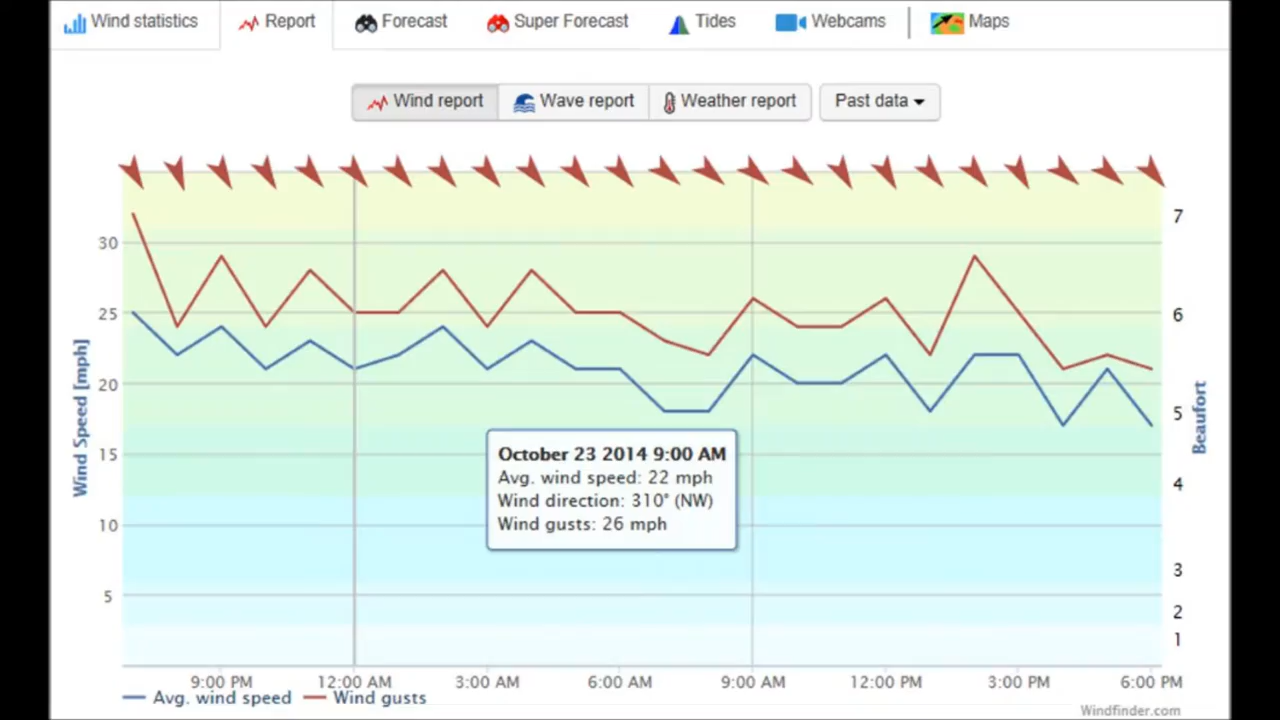 Wind statistics Report Forecast Super Forecast Tides Webcams Maps
Wind report Wave report Weather report Past data
Wind Speed [mph]
30
25
20
15
10
5
7
6
5
4
3
2
1
Beaufort
October 23 2014 9:00 AM
Avg. wind speed: 22 mph
Wind direction: 310° (NW)
Wind gusts: 26 mph
9:00 PM 12:00 AM 3:00 AM 6:00 AM 9:00 AM 12:00 PM 3:00 PM 6:00 PM
Avg. wind speed Wind gusts
Windfinder.com